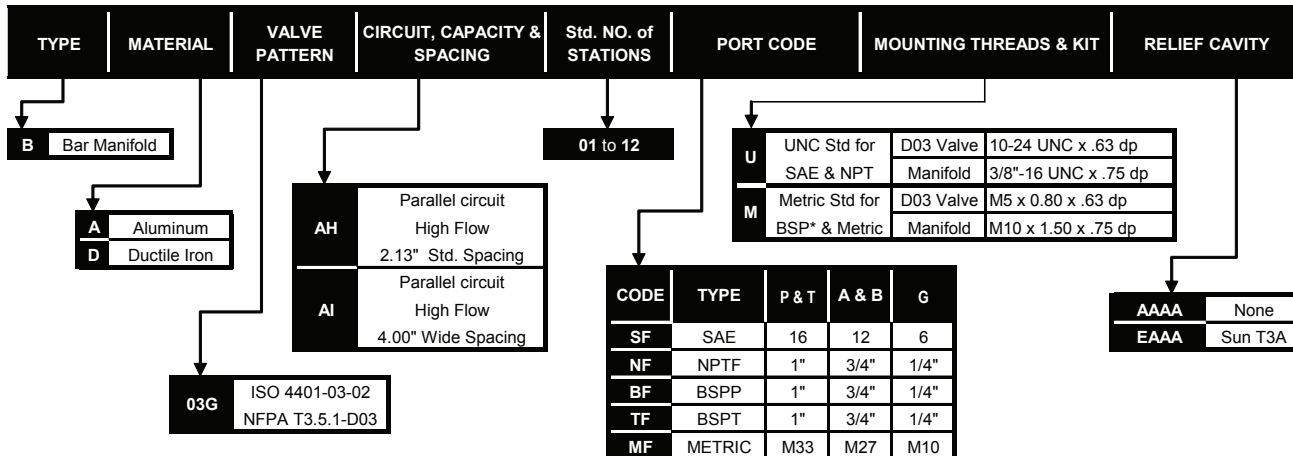 TYPE
MATERIAL
VALVE
PATTERN
CIRCUIT, CAPACITY &
SPACING
Std. NO. of
STATIONS
PORT CODE
MOUNTING THREADS & KIT
RELIEF CAVITY
B Bar Manifold
A Aluminum
D Ductile Iron
03G
ISO 4401-03-02
NFPA T3.5.1-D03
AH
Parallel circuit
High Flow
2.13" Std. Spacing
AI
Parallel circuit
High Flow
4.00" Wide Spacing
01 to 12
CODE TYPE P & T A & B G
SF SAE 16 12 6
NF NPTF 1" 3/4" 1/4"
BF BSPP 1" 3/4" 1/4"
TF BSPT 1" 3/4" 1/4"
MF METRIC M33 M27 M10
U
UNC Std for D03 Valve 10-24 UNC x .63 dp
SAE & NPT Manifold 3/8"-16 UNC x .75 dp
M
Metric Std for D03 Valve M5 x 0.80 x .63 dp
BSP* & Metric Manifold M10 x 1.50 x .75 dp
AAAA None
EAAA Sun T3A